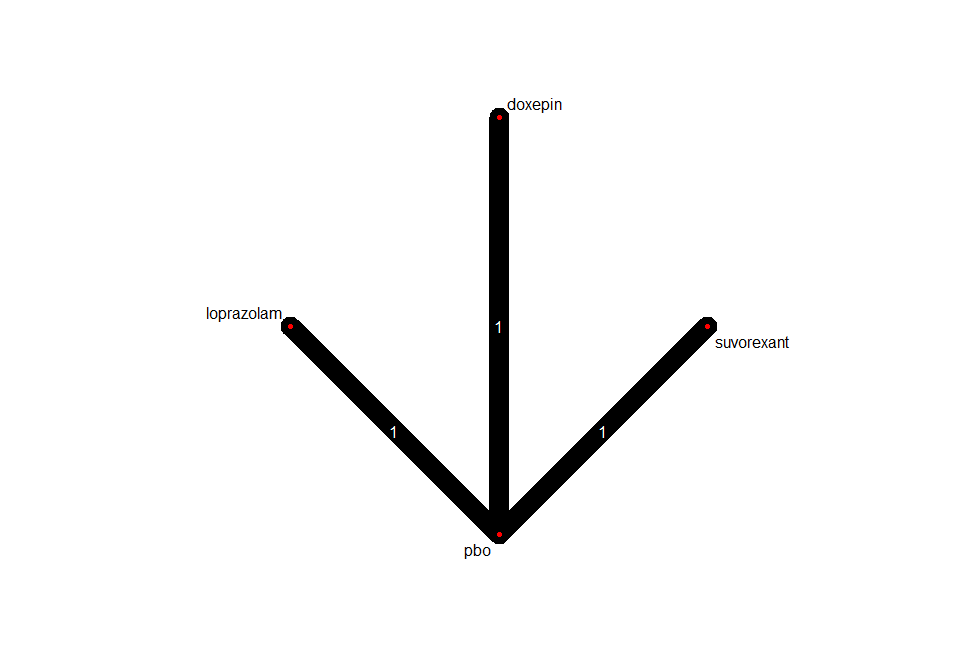 doxepin
loprazolam
1
suvorexant
1
1
pbo